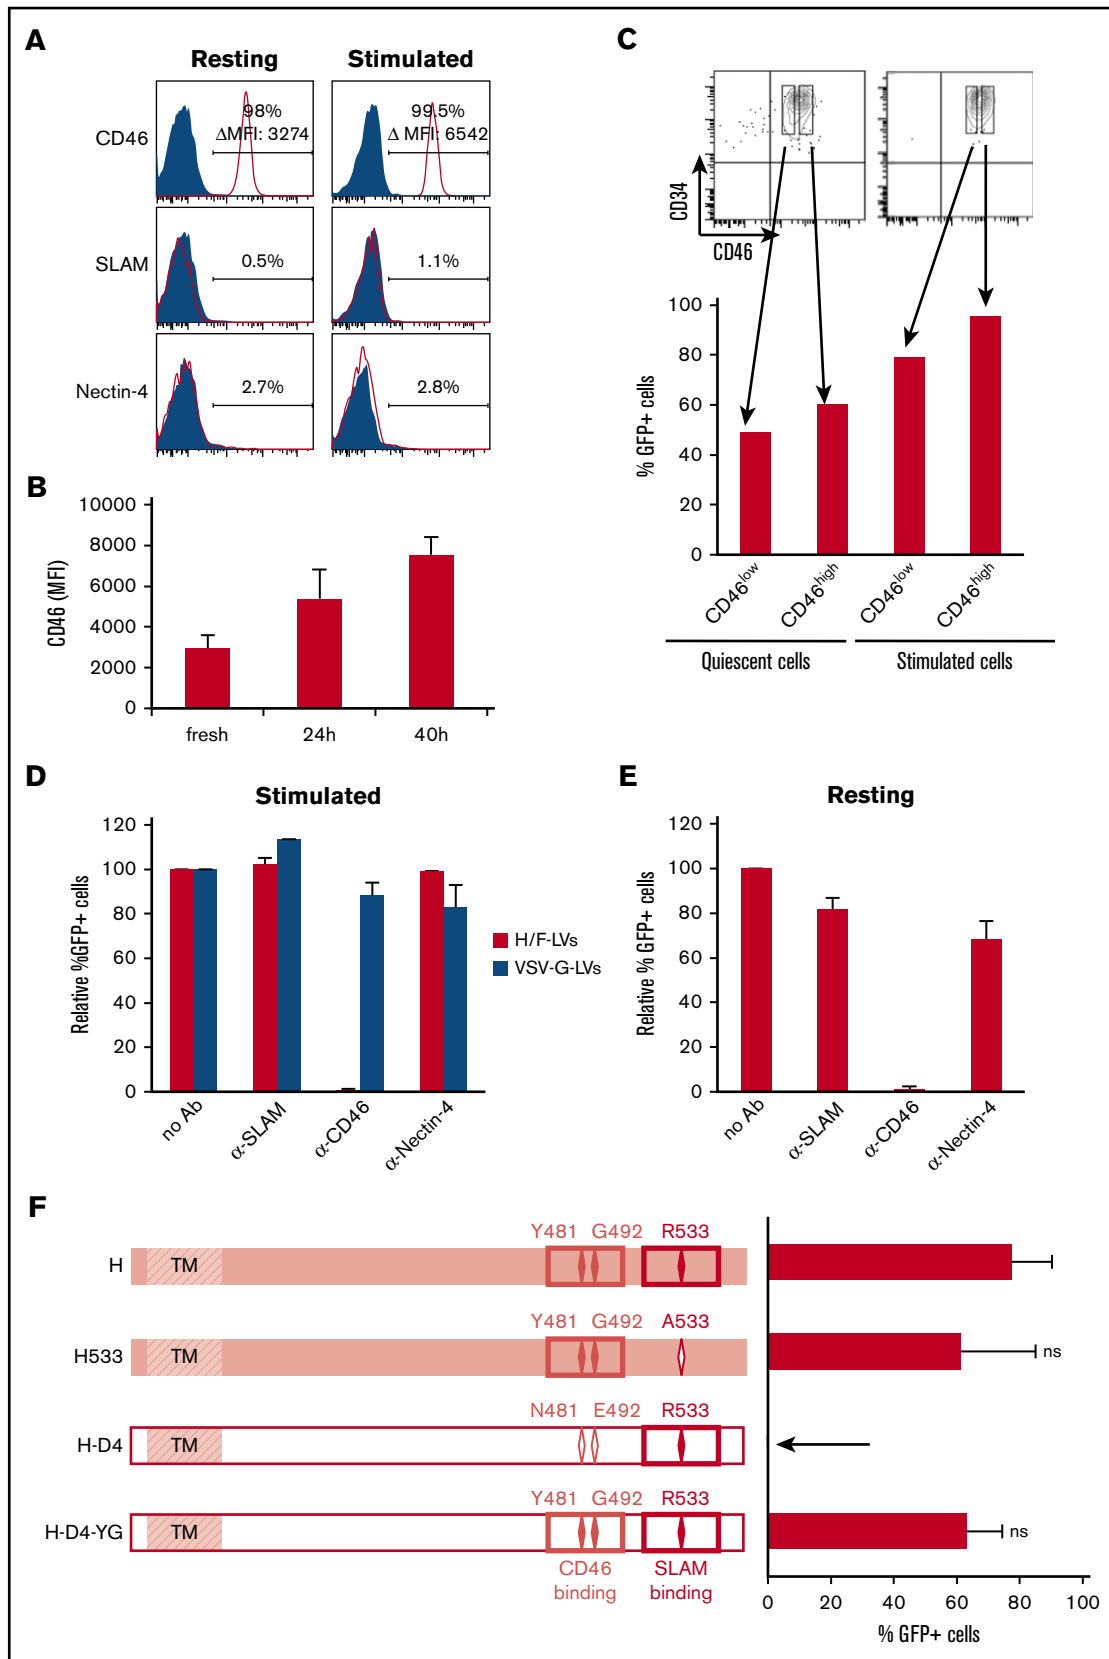 A
Resting
Stimulated
CD46
98%
ΔMFI: 3274
99.5%
Δ MFI: 6542
SLAM
0.5%
1.1%
Nectin-4
2.7%
2.8%
B
10000
8000
6000
4000
2000
0
CD46 (MFI)
fresh
24h
40h
C
CD34
CD46
100
80
60
40
20
0
% GFP+ cells
CD46low
CD46high
CD46low
CD46high
Quiescent cells
Stimulated cells
D
Stimulated
120
100
80
60
40
20
0
Relative %GFP+ cells
no Ab
α-SLAM
α-CD46
α-Nectin-4
H/F-LVs
VSV-G-LVs
E
Resting
120
100
80
60
40
20
0
Relative % GFP+ cells
no Ab
α-SLAM
α-CD46
α-Nectin-4
F
Y481 G492 R533
H
TM
Y481 G492 A533
H533
TM
ns
N481 E492 R533
H-D4
TM
Y481 G492 R533
H-D4-YG
TM
ns
CD46
binding
SLAM
binding
0 20 40 60 80 100
% GFP+ cells